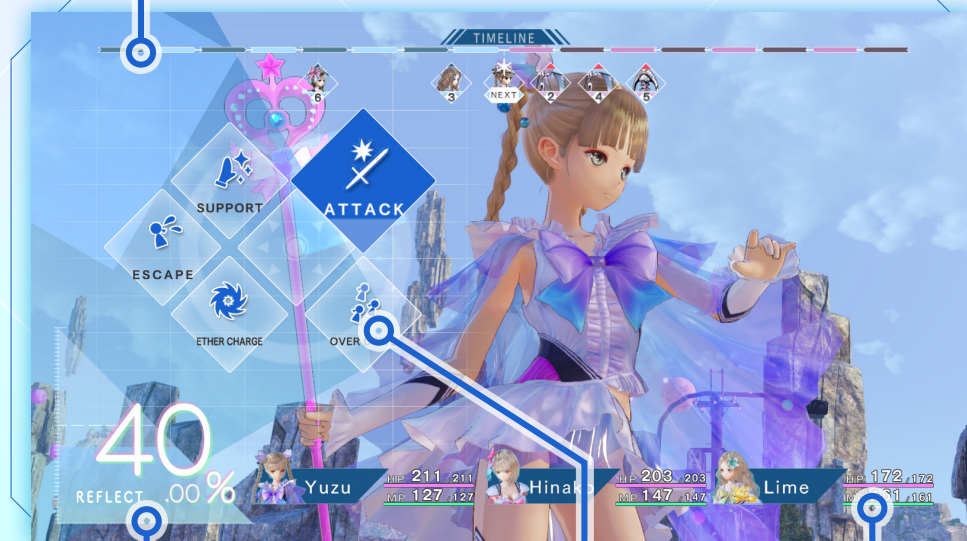 TIMELINE
6
3
NEXT
2
4
5
SUPPORT
ATTACK
ESCAPE
ETHER CHARGE
OVER
40
REFLECT .00 %
Yuzu
HP 211/211
MP 127/127
Hinako
HP 203/203
MP 147/147
Lime
HP 172/172
61/161